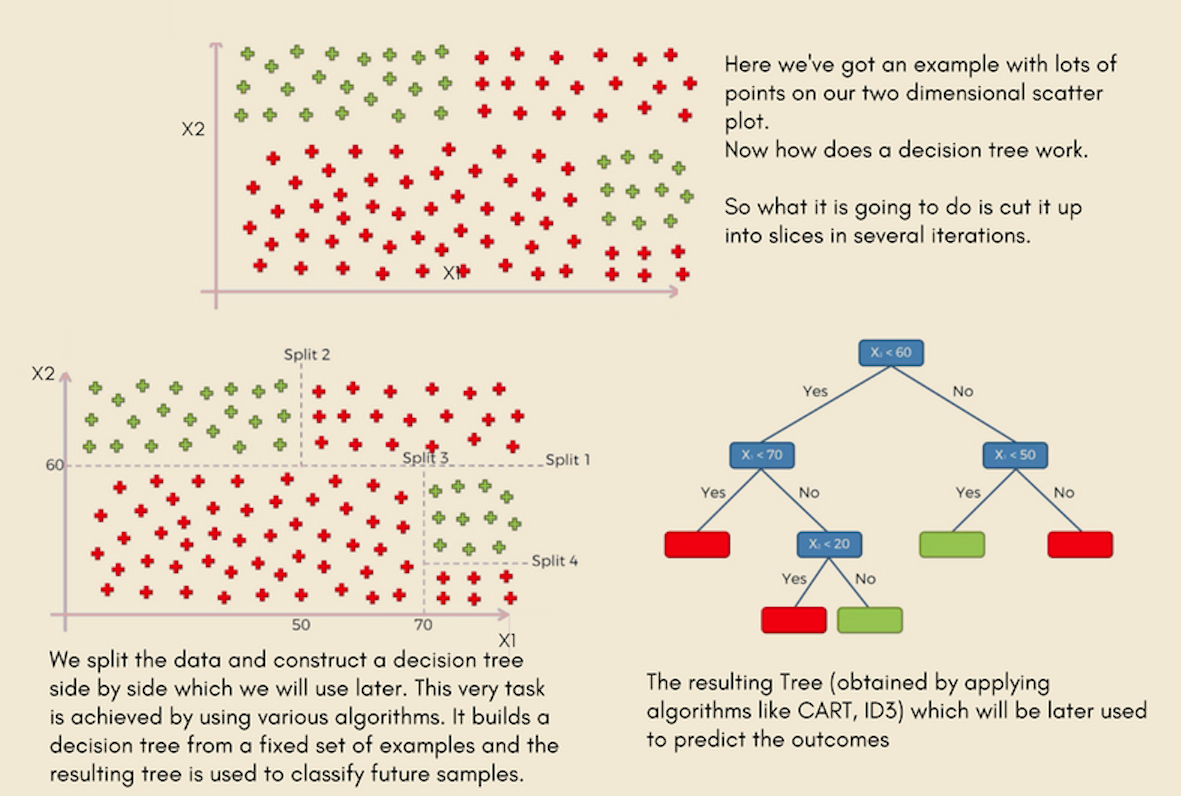 Here we've got an example with lots of
points on our two dimensional scatter
plot.
Now how does a decision tree work.
So what it is going to do is cut it up
into slices in several iterations.
X2
X1
Split 2
X2
60
Split 3
Split 1
Split 4
50
70
X1
X₂ < 60
Yes
No
X₁ < 70
X₁ < 50
Yes
No
Yes
No
X₂ < 20
Yes
No
We split the data and construct a decision tree
side by side which we will use later. This very task
is achieved by using various algorithms. It builds a
decision tree from a fixed set of examples and the
resulting tree is used to classify future samples.
The resulting Tree (obtained by applying
algorithms like CART, ID3) which will be later used
to predict the outcomes